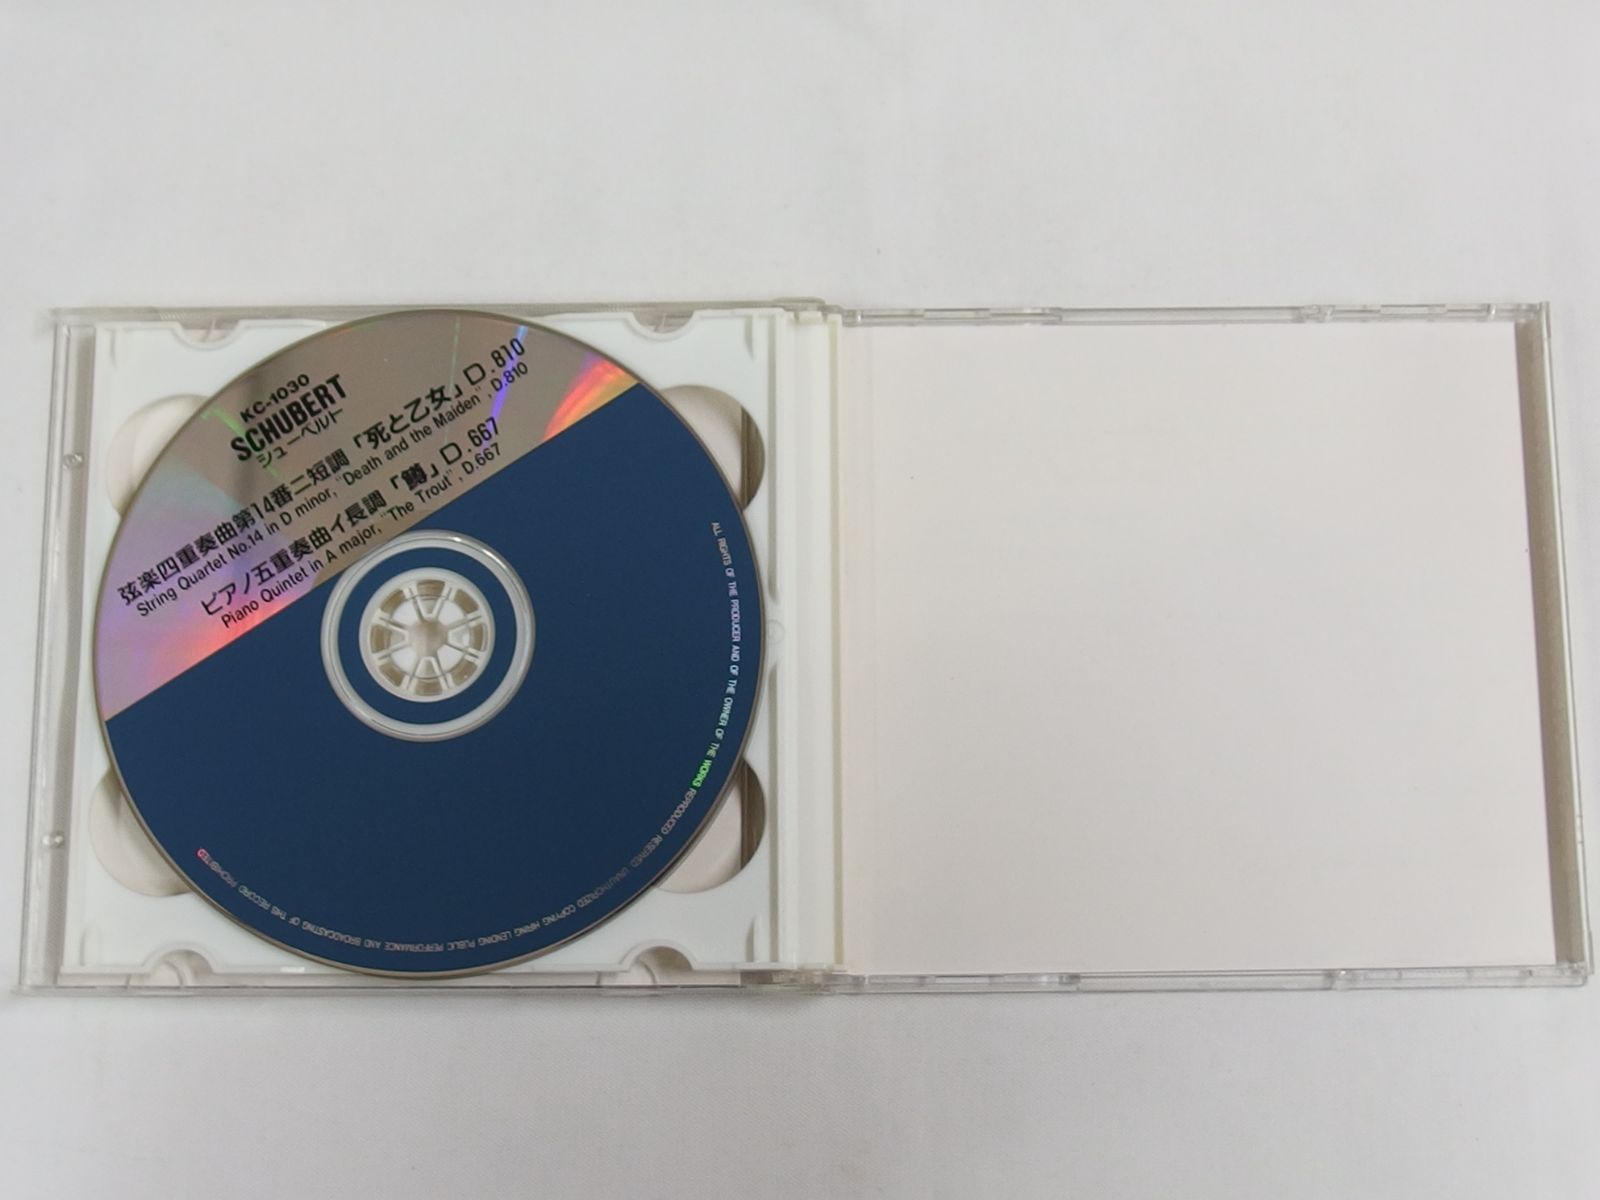 KC-1030
SCHUBERT
シューベルト
弦楽四重奏曲第14番ニ短調「死と乙女」D.810
String Quartet No.14 in D minor, "Death and the Maiden", D.810
ピアノ五重奏曲イ長調「鱒」D.667
Piano Quintet in A major, "The Trout", D.667
ALL RIGHTS OF THE PRODUCER AND OF THE OWNER OF THE WORKS REPRODUCED RESERVED UNAUTHORIZED COPYING HIRING LENDING PUBLIC PERFORMANCE AND BROADCASTING OF THIS RECORD PROHIBITED